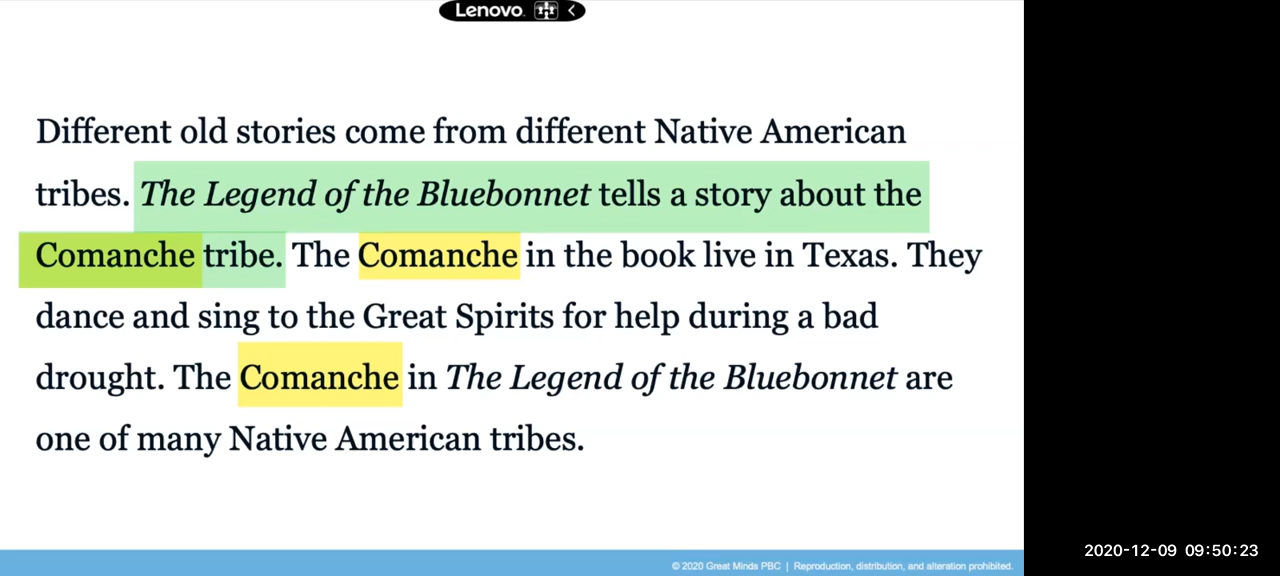 Lenovo
Different old stories come from different Native American
tribes. The Legend of the Bluebonnet tells a story about the
Comanche tribe. The Comanche in the book live in Texas. They
dance and sing to the Great Spirits for help during a bad
drought. The Comanche in The Legend of the Bluebonnet are
one of many Native American tribes.
2020-12-09 09:50:23
© 2020 Great Minds PBC | Reproduction, distribution, and alteration prohibited.